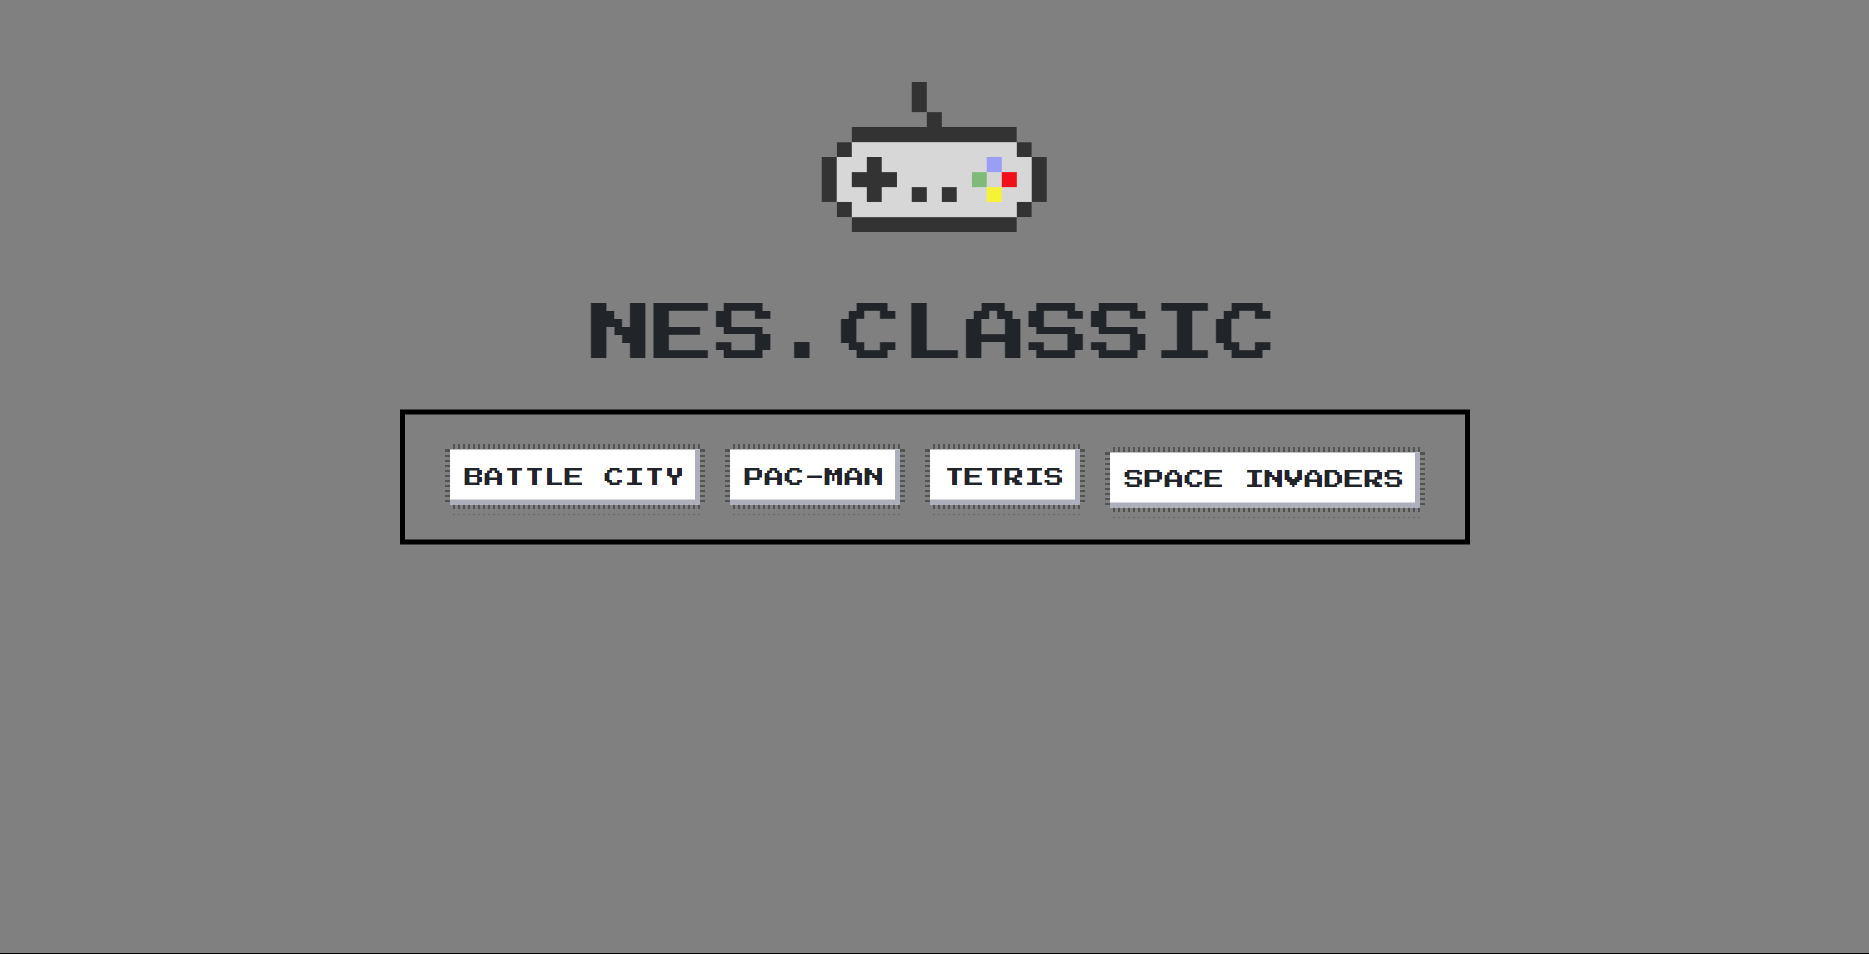 NES.CLASSIC
BATTLE CITY PAC-MAN TETRIS SPACE INVADERS